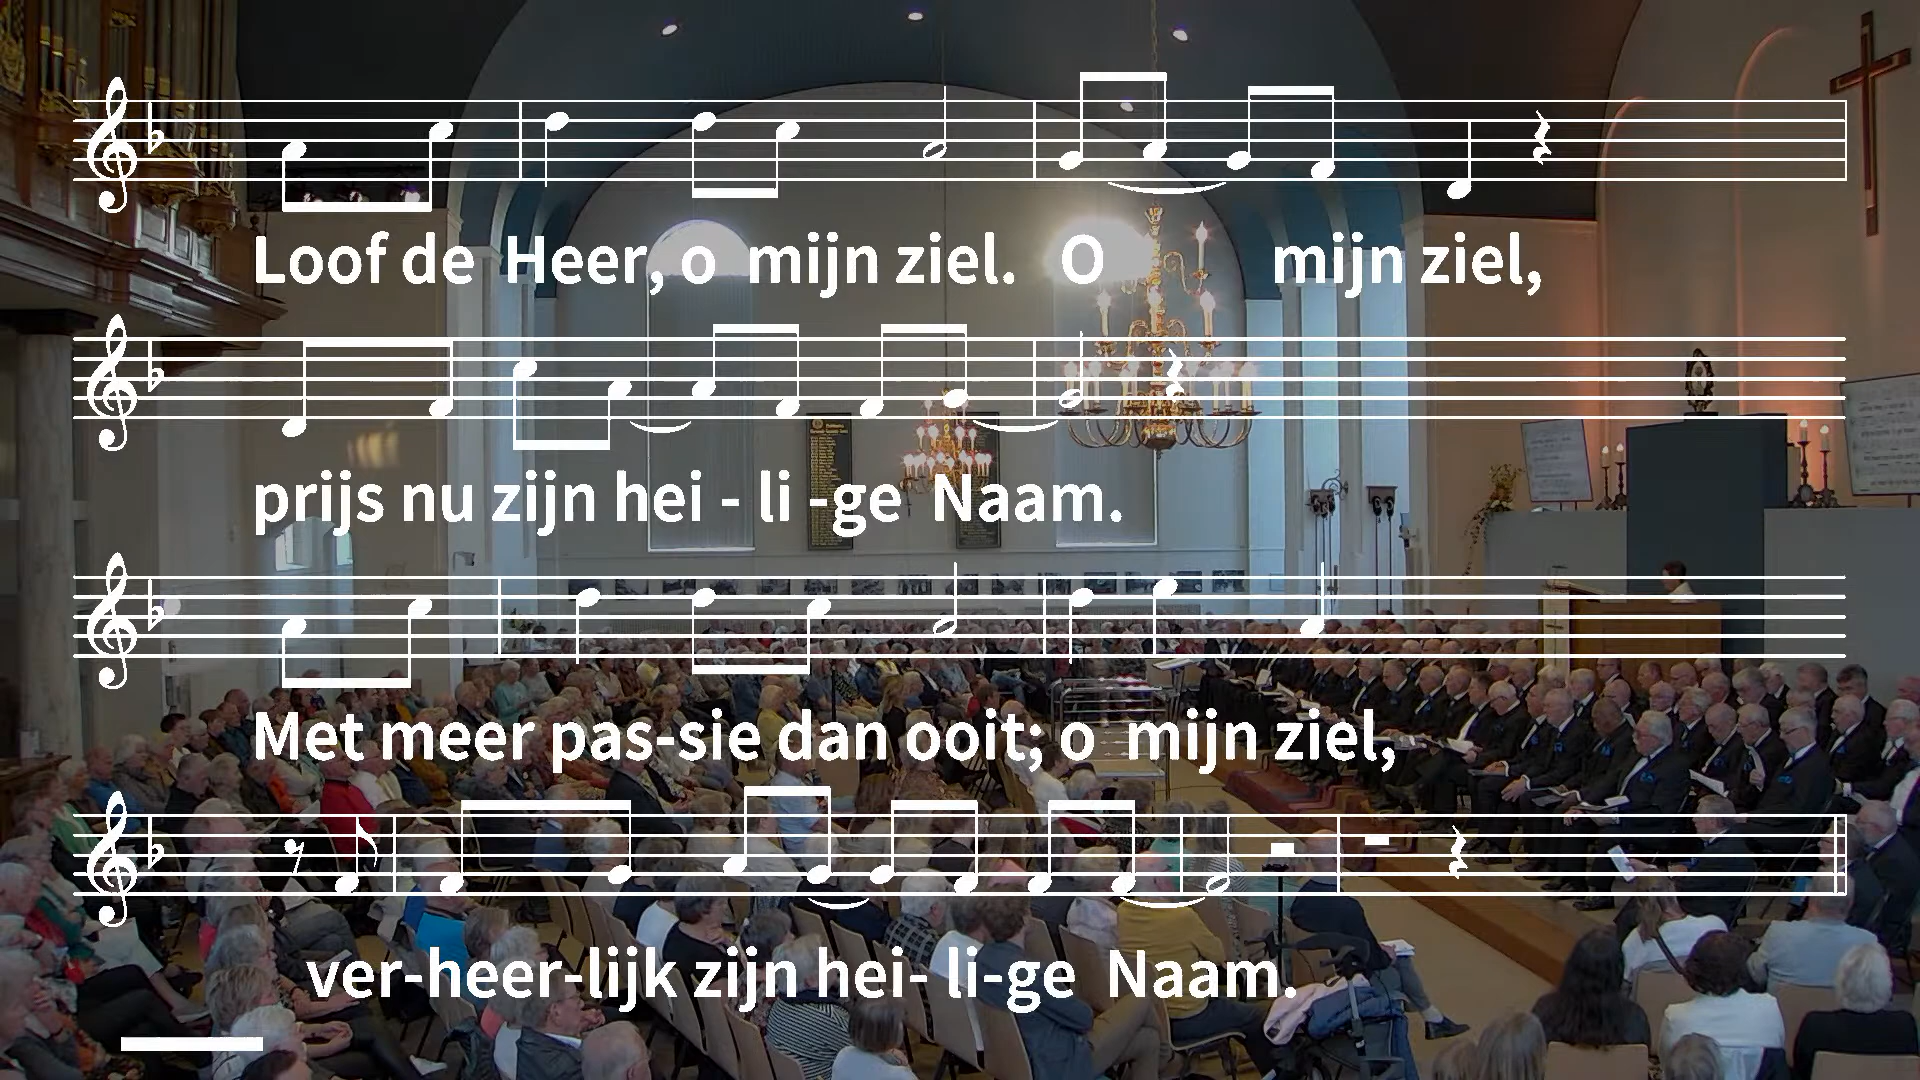 Loof de Heer, o mijn ziel. O mijn ziel,
prijs nu zijn hei - li -ge Naam.
Met meer pas-sie dan ooit; o mijn ziel,
ver-heer-lijk zijn hei- li-ge Naam.